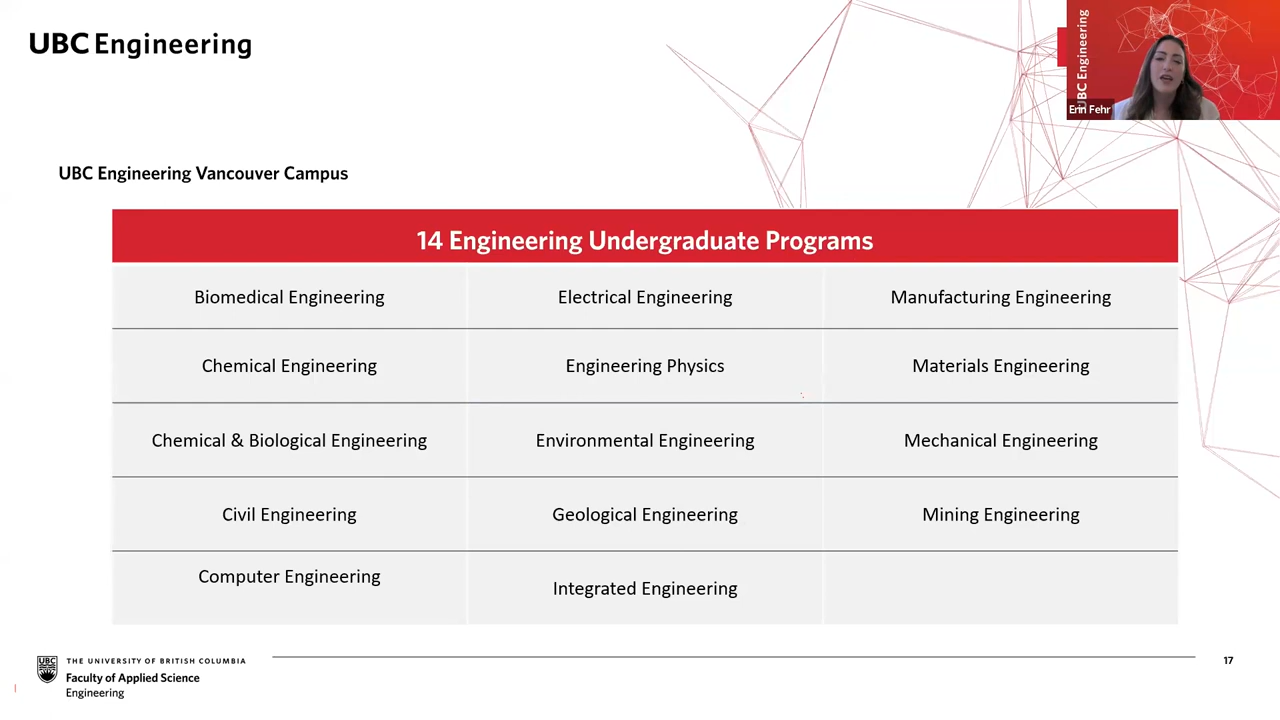 UBC Engineering
UBC Engineering
Erin Fehr
UBC Engineering Vancouver Campus
14 Engineering Undergraduate Programs
Biomedical Engineering
Electrical Engineering
Manufacturing Engineering
Chemical Engineering
Engineering Physics
Materials Engineering
Chemical & Biological Engineering
Environmental Engineering
Mechanical Engineering
Civil Engineering
Geological Engineering
Mining Engineering
Computer Engineering
Integrated Engineering
UBC
THE UNIVERSITY OF BRITISH COLUMBIA
Faculty of Applied Science
Engineering
17